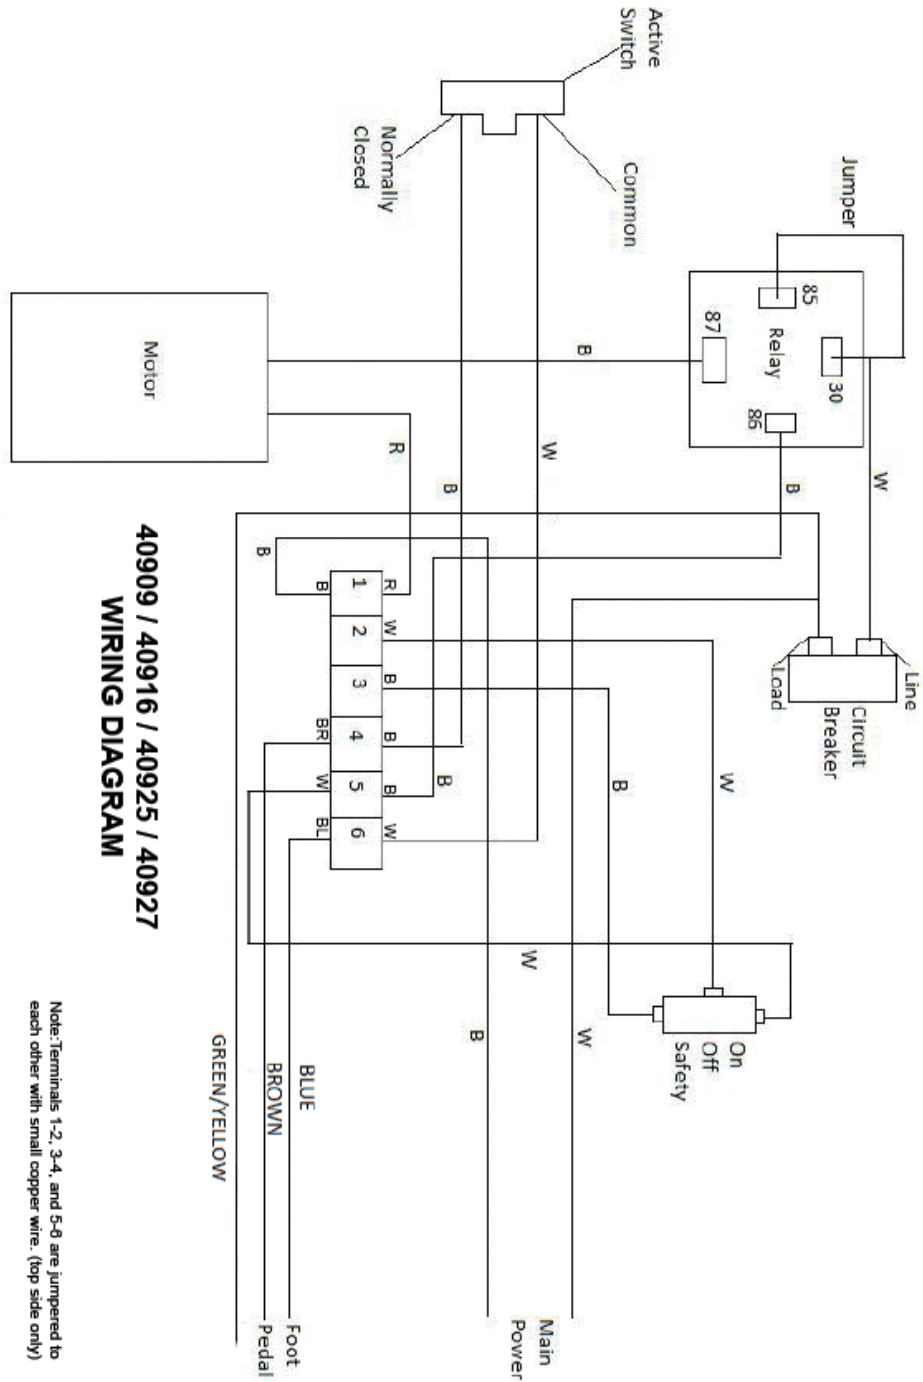 Active
Switch
Common
Normally
Closed
Jumper
85
30
Relay
87
86
Motor
B
R
W
B
B
W
Line
Load
Circuit
Breaker
B
B
R
W
B
B
B
W
1
2
3
4
5
6
BR
W
BL
B
B
W
On
Off
Safety
W
B
W
Main
Power
BLUE
BROWN
GREEN/YELLOW
Foot
Pedal
40909 / 40916 / 40925 / 40927
WIRING DIAGRAM
Note:Terminals 1-2, 3-4, and 5-6 are jumpered to
each other with small copper wire. (top side only)